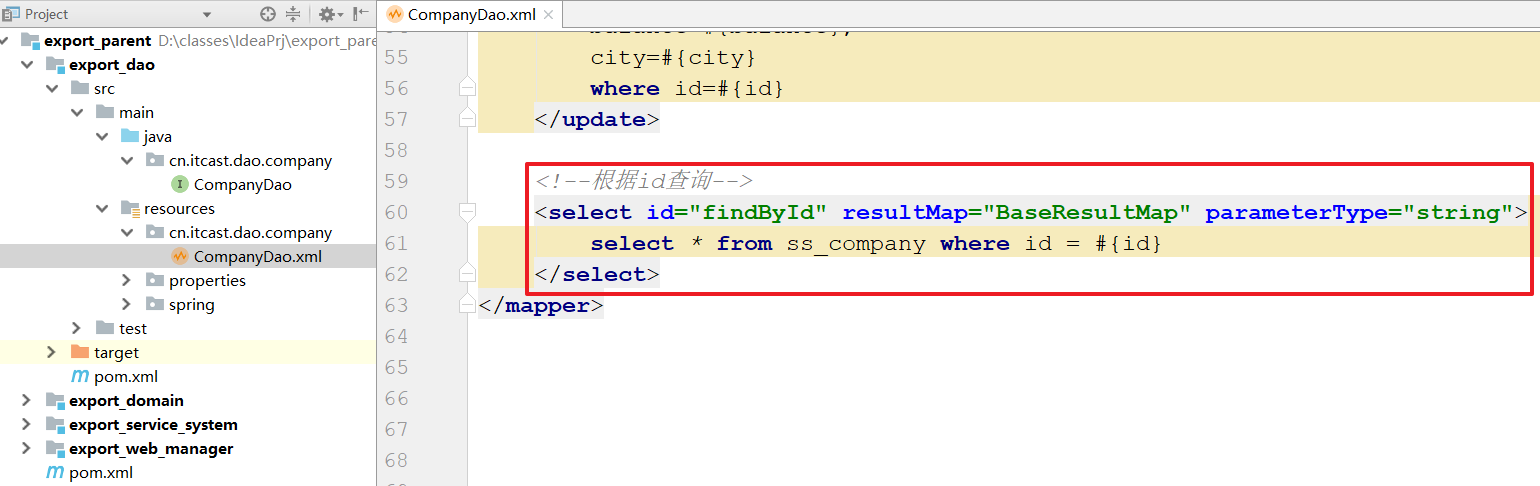 Project
export_parent D:\classes\IdeaPrj\export_pare
export_dao
src
main
java
cn.itcast.dao.company
CompanyDao
resources
cn.itcast.dao.company
CompanyDao.xml
properties
spring
test
target
pom.xml
export_domain
export_service_system
export_web_manager
pom.xml
CompanyDao.xml
55 city=#{city}
56 where id=#{id}
57 </update>
58
59 <!--根据id查询-->
60 <select id="findById" resultMap="BaseResultMap" parameterType="string">
61 select * from ss_company where id = #{id}
62 </select>
63 </mapper>
64
65
66
67
68